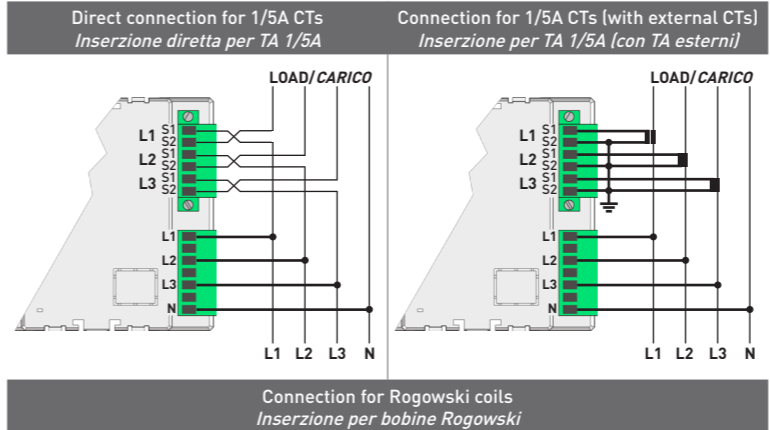 Direct connection for 1/5A CTs
Inserzione diretta per TA 1/5A
LOAD/CARICO
L1 S1
S2
L2 S1
S2
L3 S1
S2
L1
L2
L3
N
L1 L2 L3 N
Connection for 1/5A CTs (with external CTs)
Inserzione per TA 1/5A (con TA esterni)
LOAD/CARICO
L1 S1
S2
L2 S1
S2
L3 S1
S2
L1
L2
L3
N
L1 L2 L3 N
Connection for Rogowski coils
Inserzione per bobine Rogowski